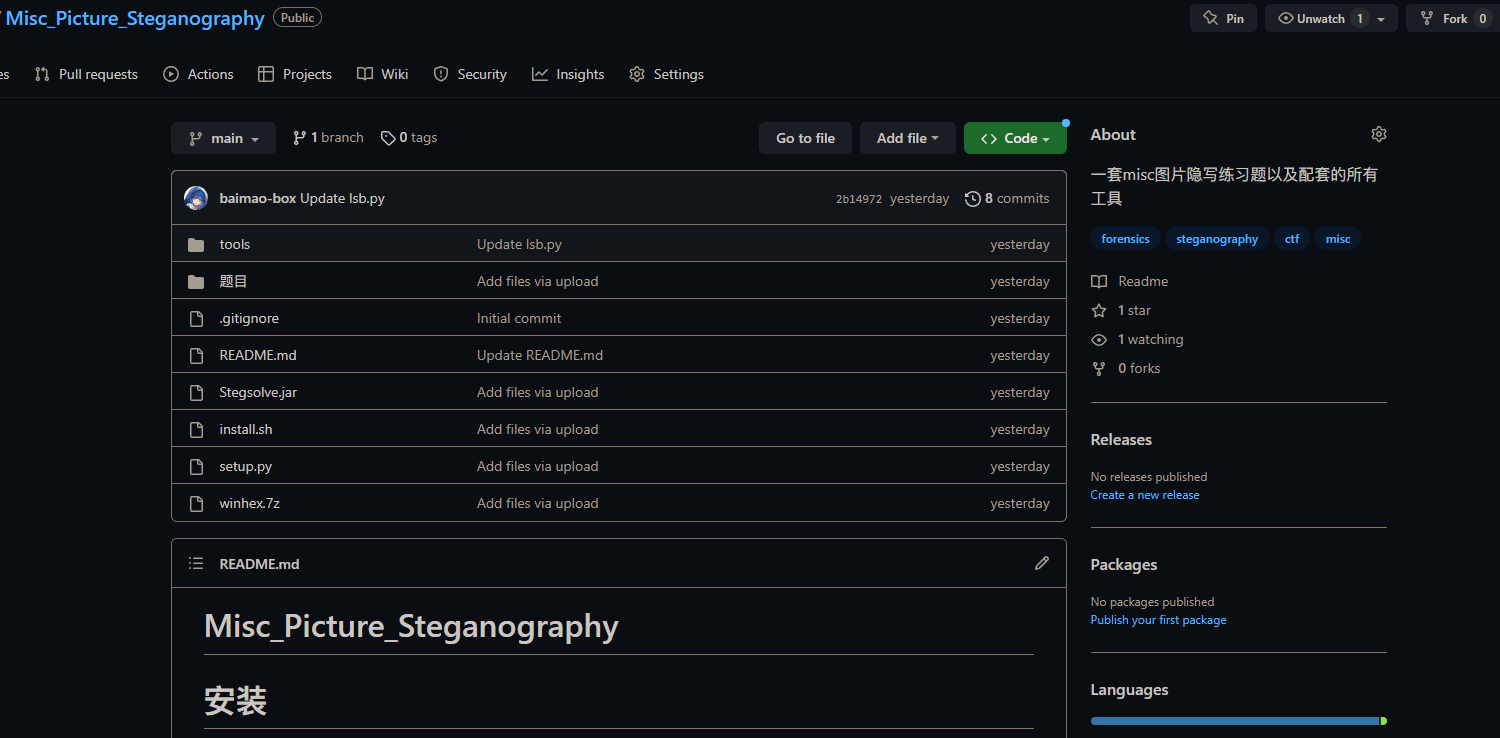 / Misc_Picture_Steganography Public Pin Unwatch 1 Fork 0
es Pull requests Actions Projects Wiki Security Insights Settings
main 1 branch 0 tags Go to file Add file <> Code
baimao-box Update lsb.py 2b14972 yesterday 8 commits
tools Update lsb.py yesterday
题目 Add files via upload yesterday
.gitignore Initial commit yesterday
README.md Update README.md yesterday
Stegsolve.jar Add files via upload yesterday
install.sh Add files via upload yesterday
setup.py Add files via upload yesterday
winhex.7z Add files via upload yesterday
README.md
Misc_Picture_Steganography
安装
About
一套misc图片隐写练习题以及配套的所有
工具
forensics steganography ctf misc
Readme
1 star
1 watching
0 forks
Releases
No releases published
Create a new release
Packages
No packages published
Publish your first package
Languages